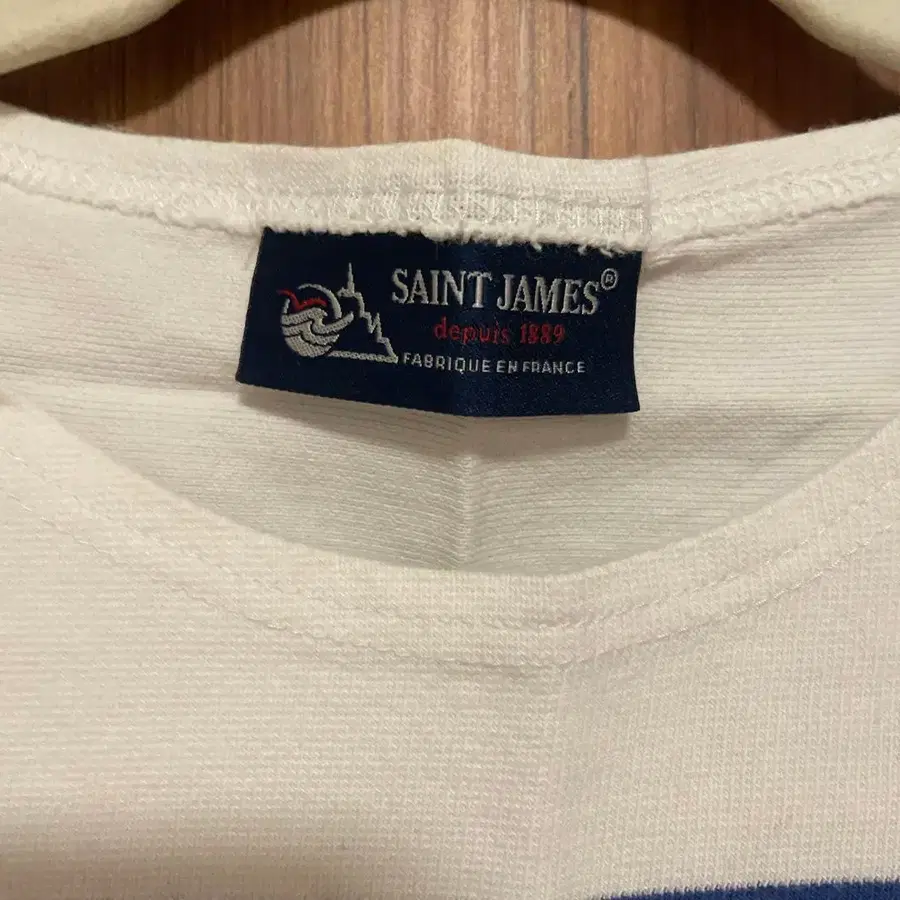 SAINT JAMES®
depuis 1889
FABRIQUE EN FRANCE